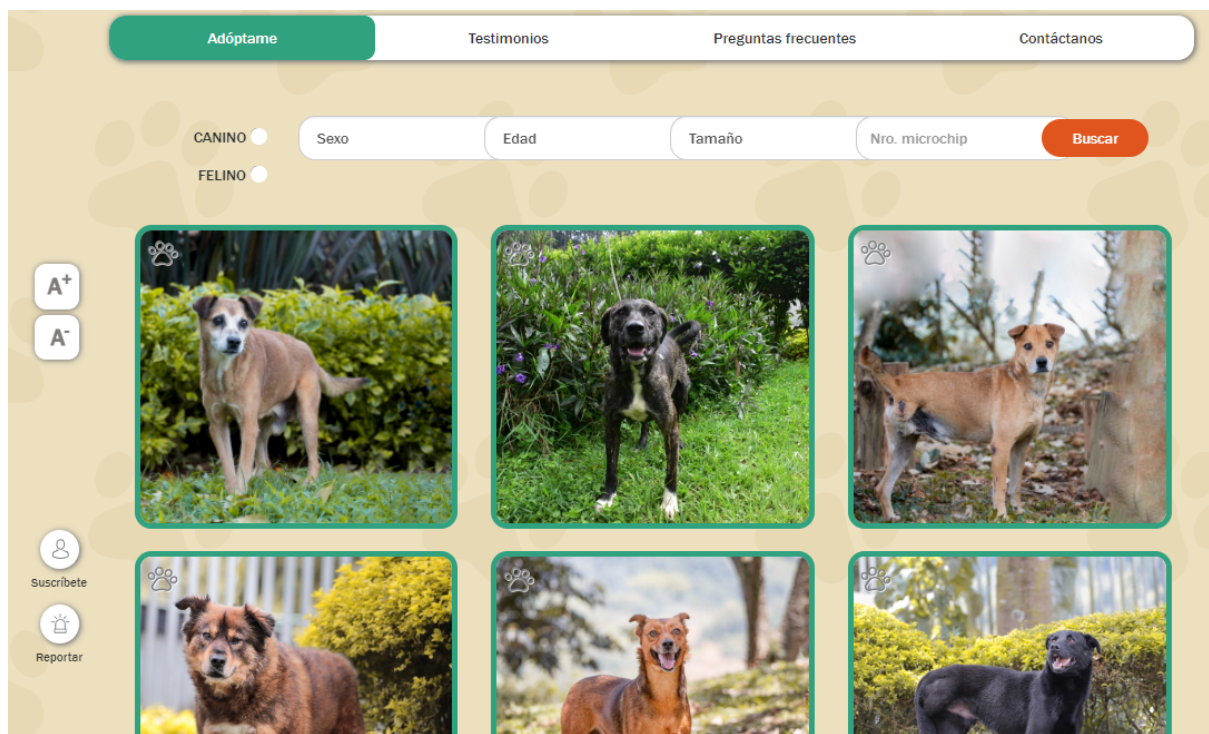 Adóptame
Testimonios
Preguntas frecuentes
Contáctanos
CANINO
Sexo
Edad
Tamaño
Nro. microchip
Buscar
FELINO
A+
A-
Suscríbete
Reportar